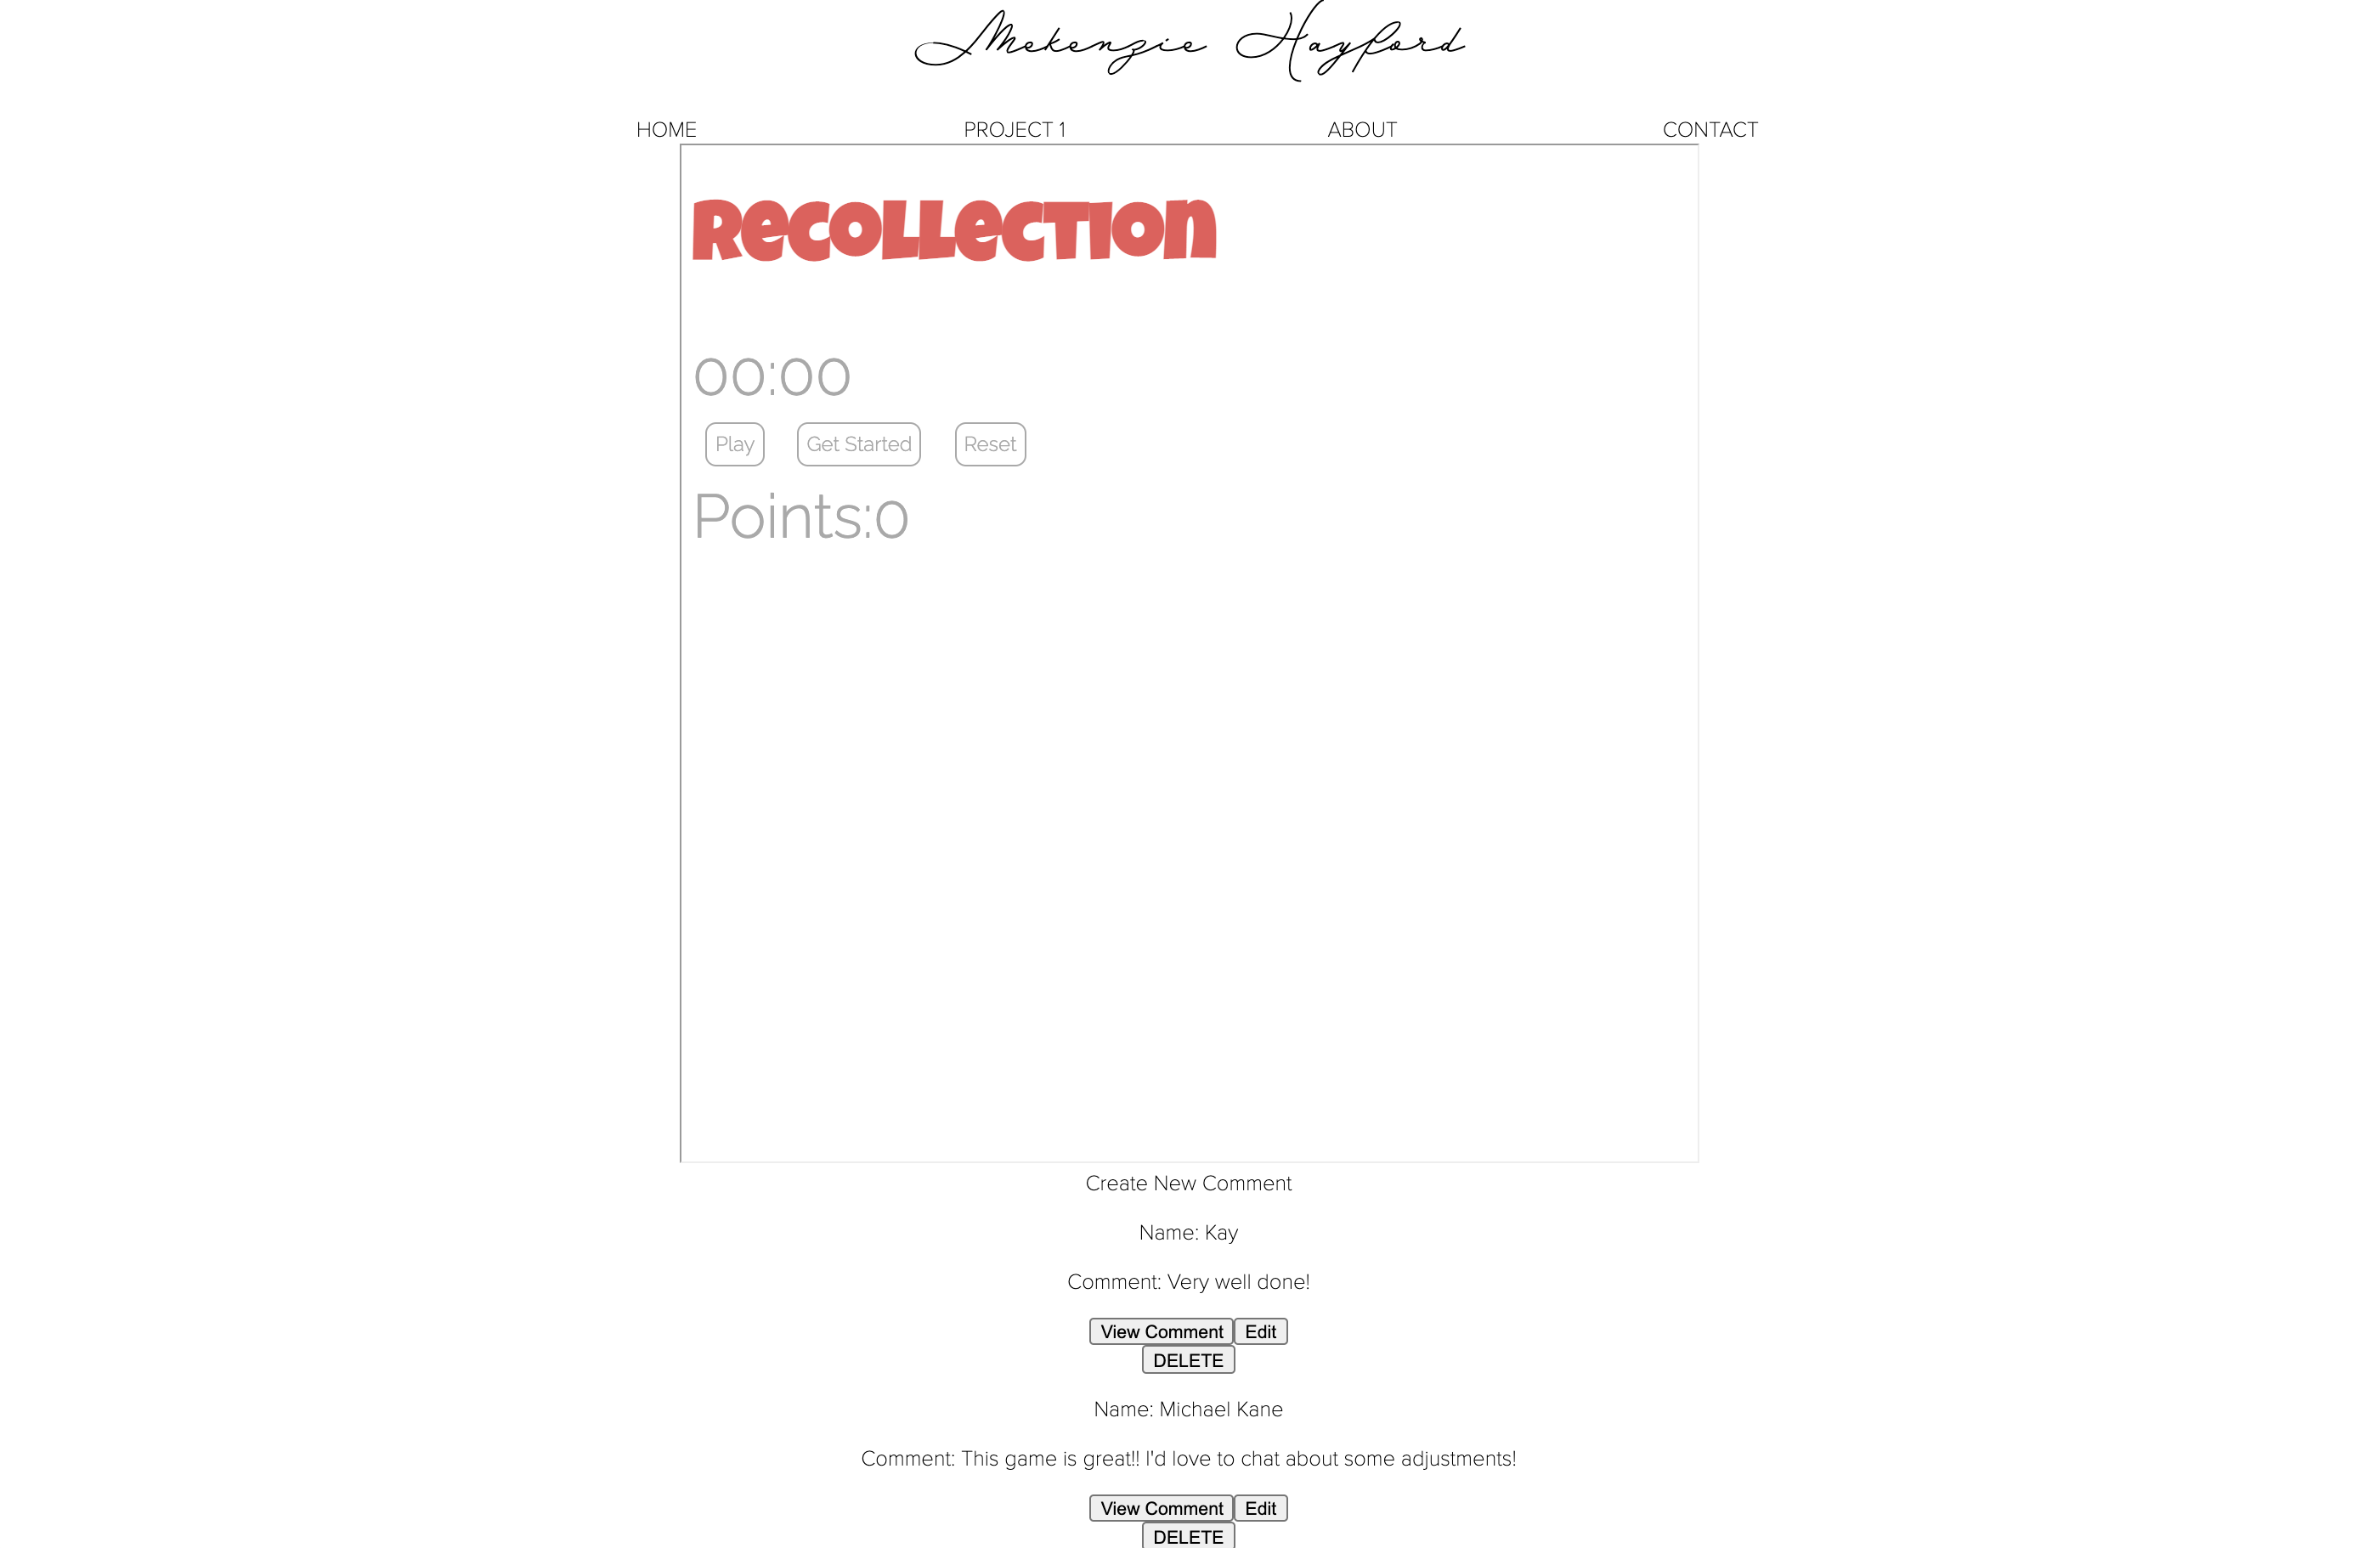 Mekenzie Hayford
HOME PROJECT 1 ABOUT CONTACT
Recollection
00:00
Play Get Started Reset
Points:0
Create New Comment
Name: Kay
Comment: Very well done!
View Comment Edit
DELETE
Name: Michael Kane
Comment: This game is great!! I'd love to chat about some adjustments!
View Comment Edit
DELETE